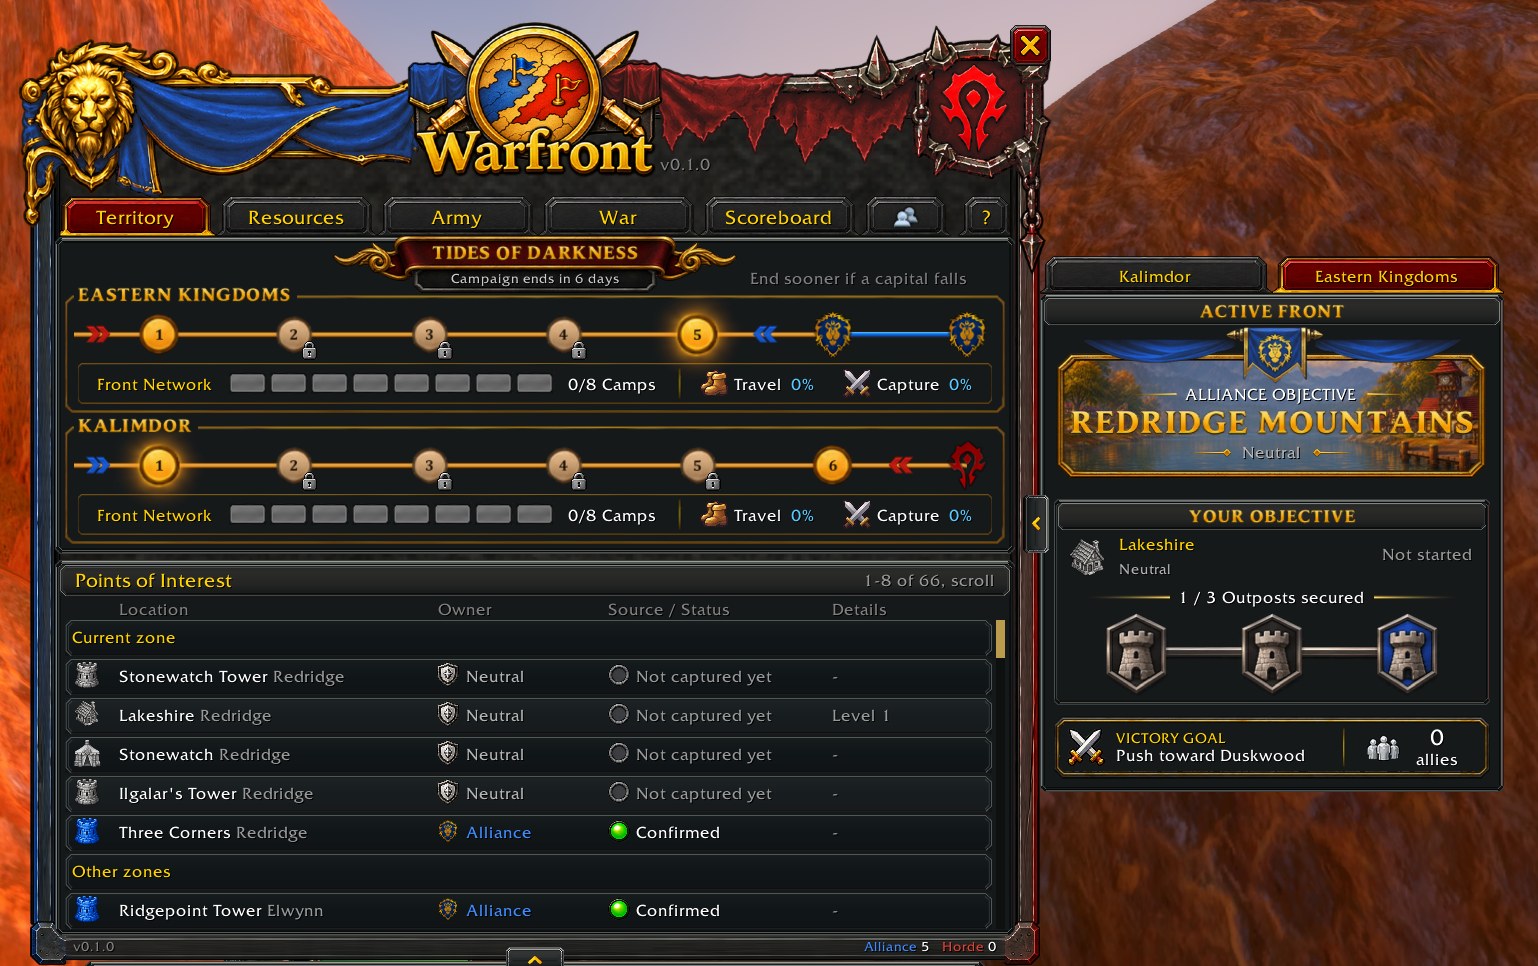 Warfront
v0.1.0
Territory
Resources
Army
War
Scoreboard
?
TIDES OF DARKNESS
Campaign ends in 6 days
End sooner if a capital falls
EASTERN KINGDOMS
1 2 3 4 5
Front Network 0/8 Camps Travel 0% Capture 0%
KALIMDOR
1 2 3 4 5 6
Front Network 0/8 Camps Travel 0% Capture 0%
Points of Interest 1-8 of 66, scroll
Location Owner Source / Status Details
Current zone
Stonewatch Tower Redridge Neutral Not captured yet -
Lakeshire Redridge Neutral Not captured yet Level 1
Stonewatch Redridge Neutral Not captured yet -
Ilgalar's Tower Redridge Neutral Not captured yet -
Three Corners Redridge Alliance Confirmed -
Other zones
Ridgepoint Tower Elwynn Alliance Confirmed -
v0.1.0 Alliance 5 Horde 0
Kalimdor
Eastern Kingdoms
ACTIVE FRONT
ALLIANCE OBJECTIVE
REDRIDGE MOUNTAINS
Neutral
YOUR OBJECTIVE
Lakeshire Not started
Neutral
1 / 3 Outposts secured
VICTORY GOAL
Push toward Duskwood
0
allies